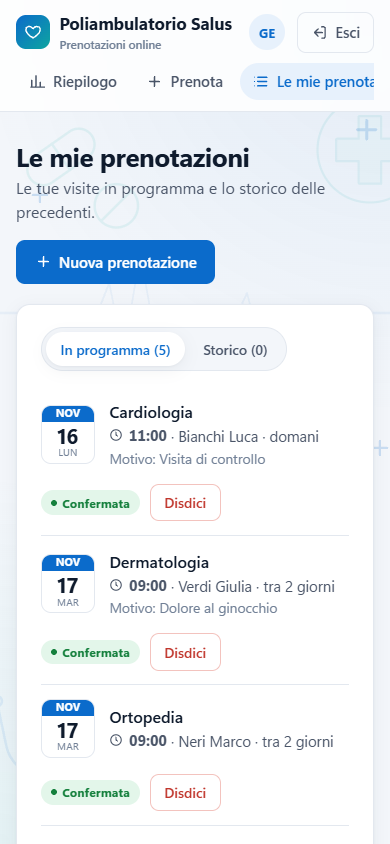 Poliambulatorio Salus
Prenotazioni online
GE
Esci
Riepilogo
Prenota
Le mie prenota
Le mie prenotazioni
Le tue visite in programma e lo storico delle
precedenti.
Nuova prenotazione
In programma (5)
Storico (0)
NOV
16
LUN
Cardiologia
11:00 · Bianchi Luca · domani
Motivo: Visita di controllo
Confermata
Disdici
NOV
17
MAR
Dermatologia
09:00 · Verdi Giulia · tra 2 giorni
Motivo: Dolore al ginocchio
Confermata
Disdici
NOV
17
MAR
Ortopedia
09:00 · Neri Marco · tra 2 giorni
Confermata
Disdici